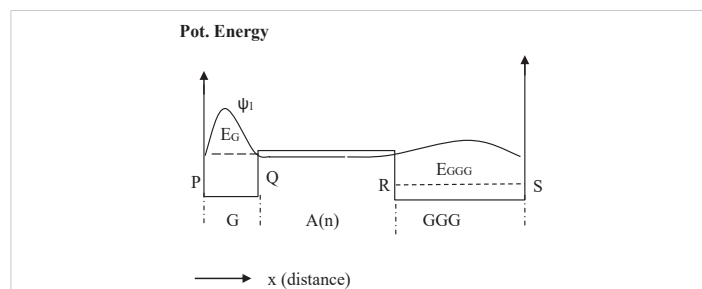 Pot. Energy
ψ1
EG
P
Q
R
EGGG
S
G
A(n)
GGG
x (distance)